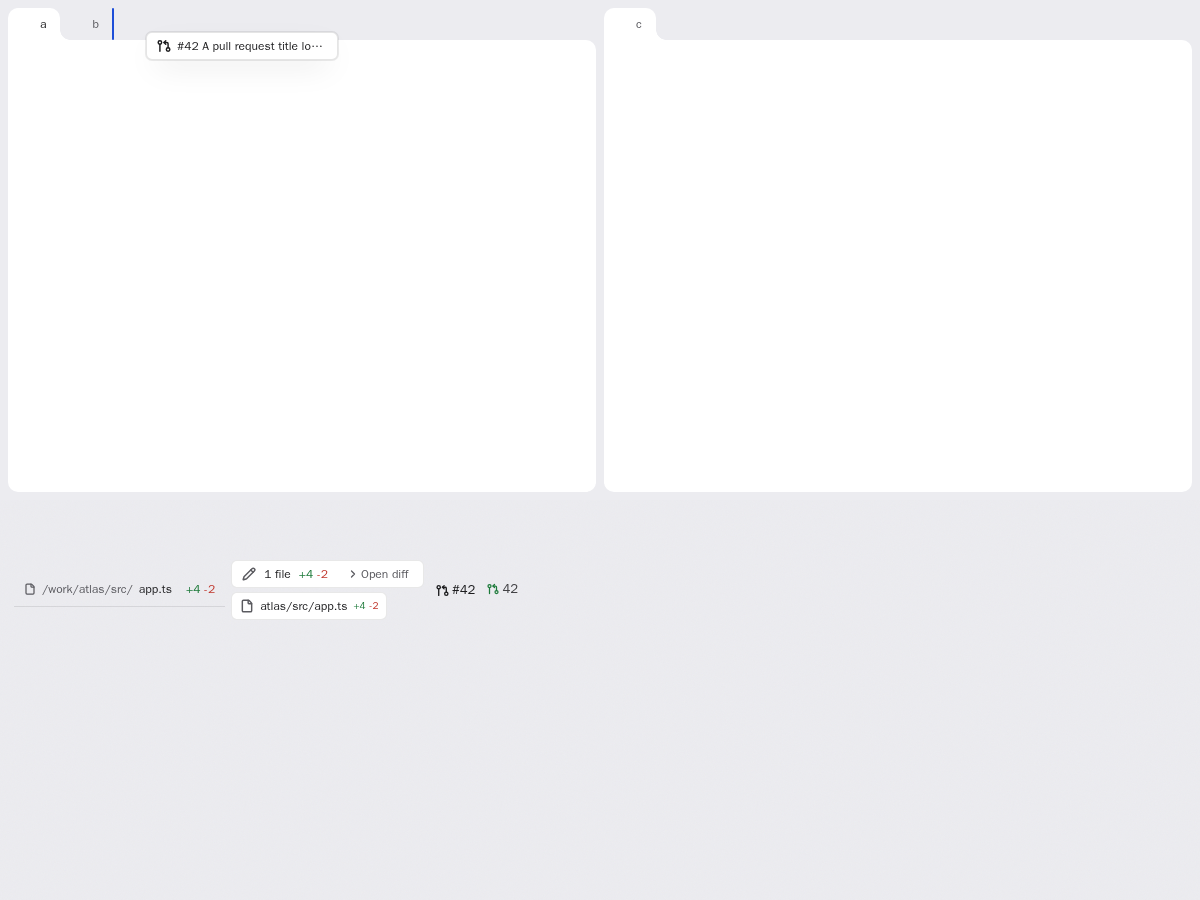 a
b
c
#42 A pull request title lo···
1 file +4 -2 Open diff
/work/atlas/src/ app.ts +4 -2
#42
42
atlas/src/app.ts +4 -2